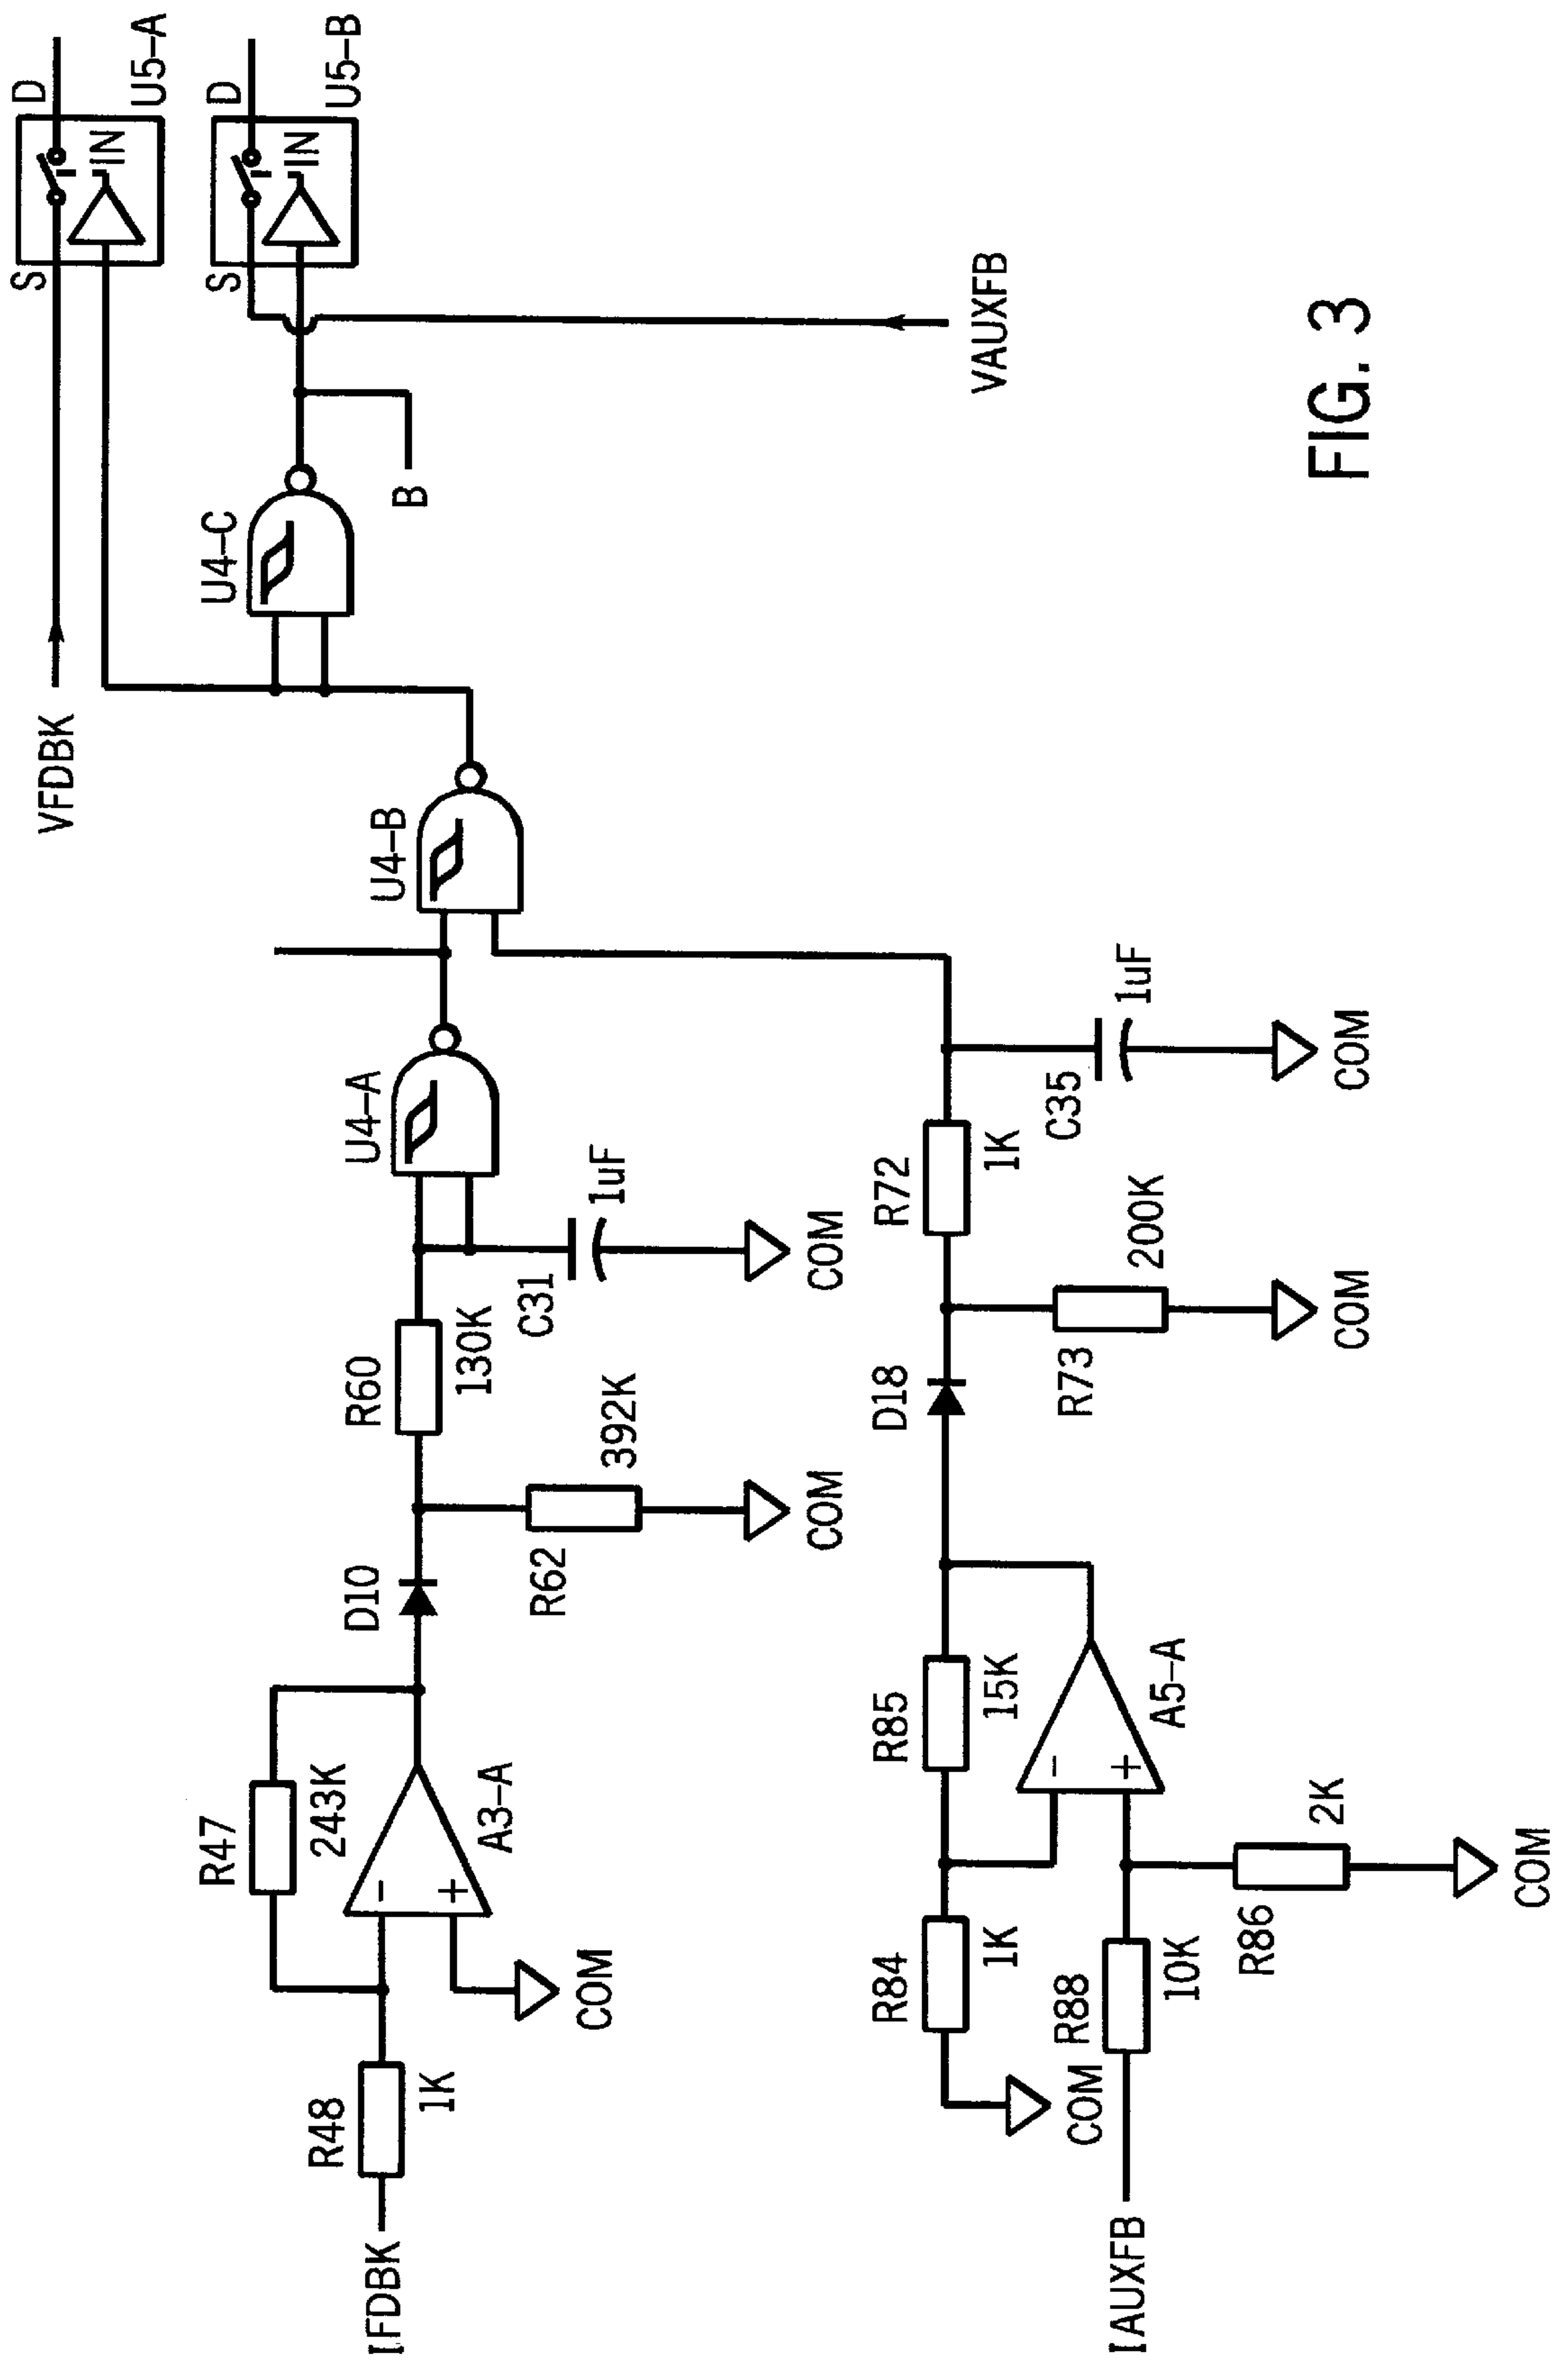 IFDBK
R48
1K
R47
243K
-
+
A3-A
COM
D10
R62
392K
COM
R60
130K
C31
1uF
COM
U4-A
U4-B
U4-C
B
VFDBK
S
D
IN
U5-A
S
D
IN
U5-B
VAUXFB
IAUXFB
R88
10K
R84
1K
COM
R86
2K
COM
R85
15K
-
+
A5-A
D18
R73
200K
COM
R72
1K
C35
1uF
COM
FIG. 3